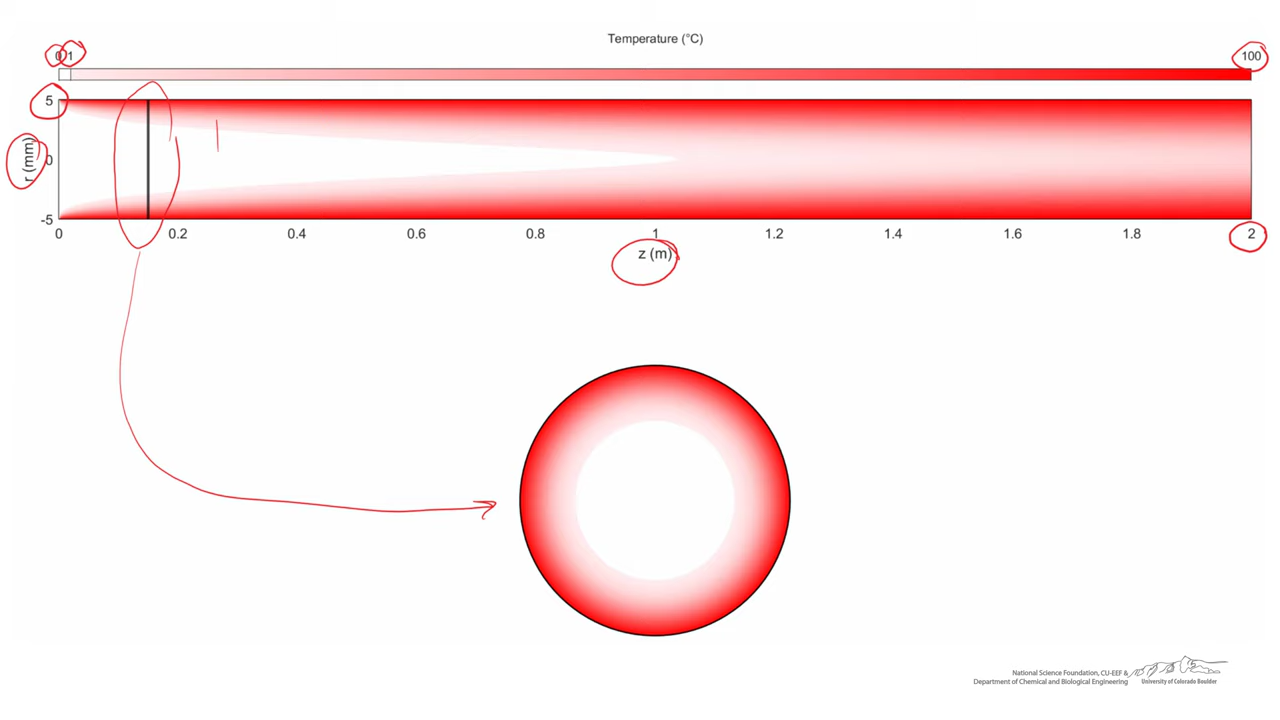 Temperature (°C)
0 1 100
5
0
-5
r (mm)
0 0.2 0.4 0.6 0.8 1 1.2 1.4 1.6 1.8 2
z (m)
National Science Foundation, CU-EEF &
Department of Chemical and Biological Engineering
University of Colorado Boulder